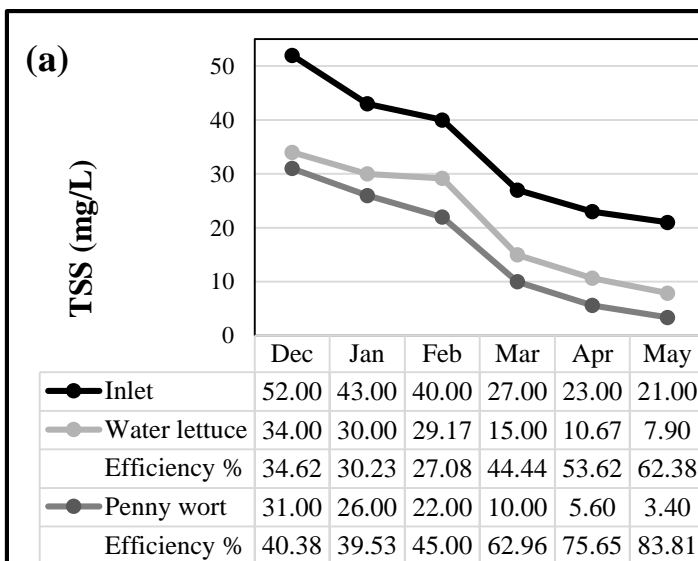 (a)
TSS (mg/L)
50
40
30
20
10
0
Dec Jan Feb Mar Apr May
Inlet 52.00 43.00 40.00 27.00 23.00 21.00
Water lettuce 34.00 30.00 29.17 15.00 10.67 7.90
Efficiency % 34.62 30.23 27.08 44.44 53.62 62.38
Penny wort 31.00 26.00 22.00 10.00 5.60 3.40
Efficiency % 40.38 39.53 45.00 62.96 75.65 83.81